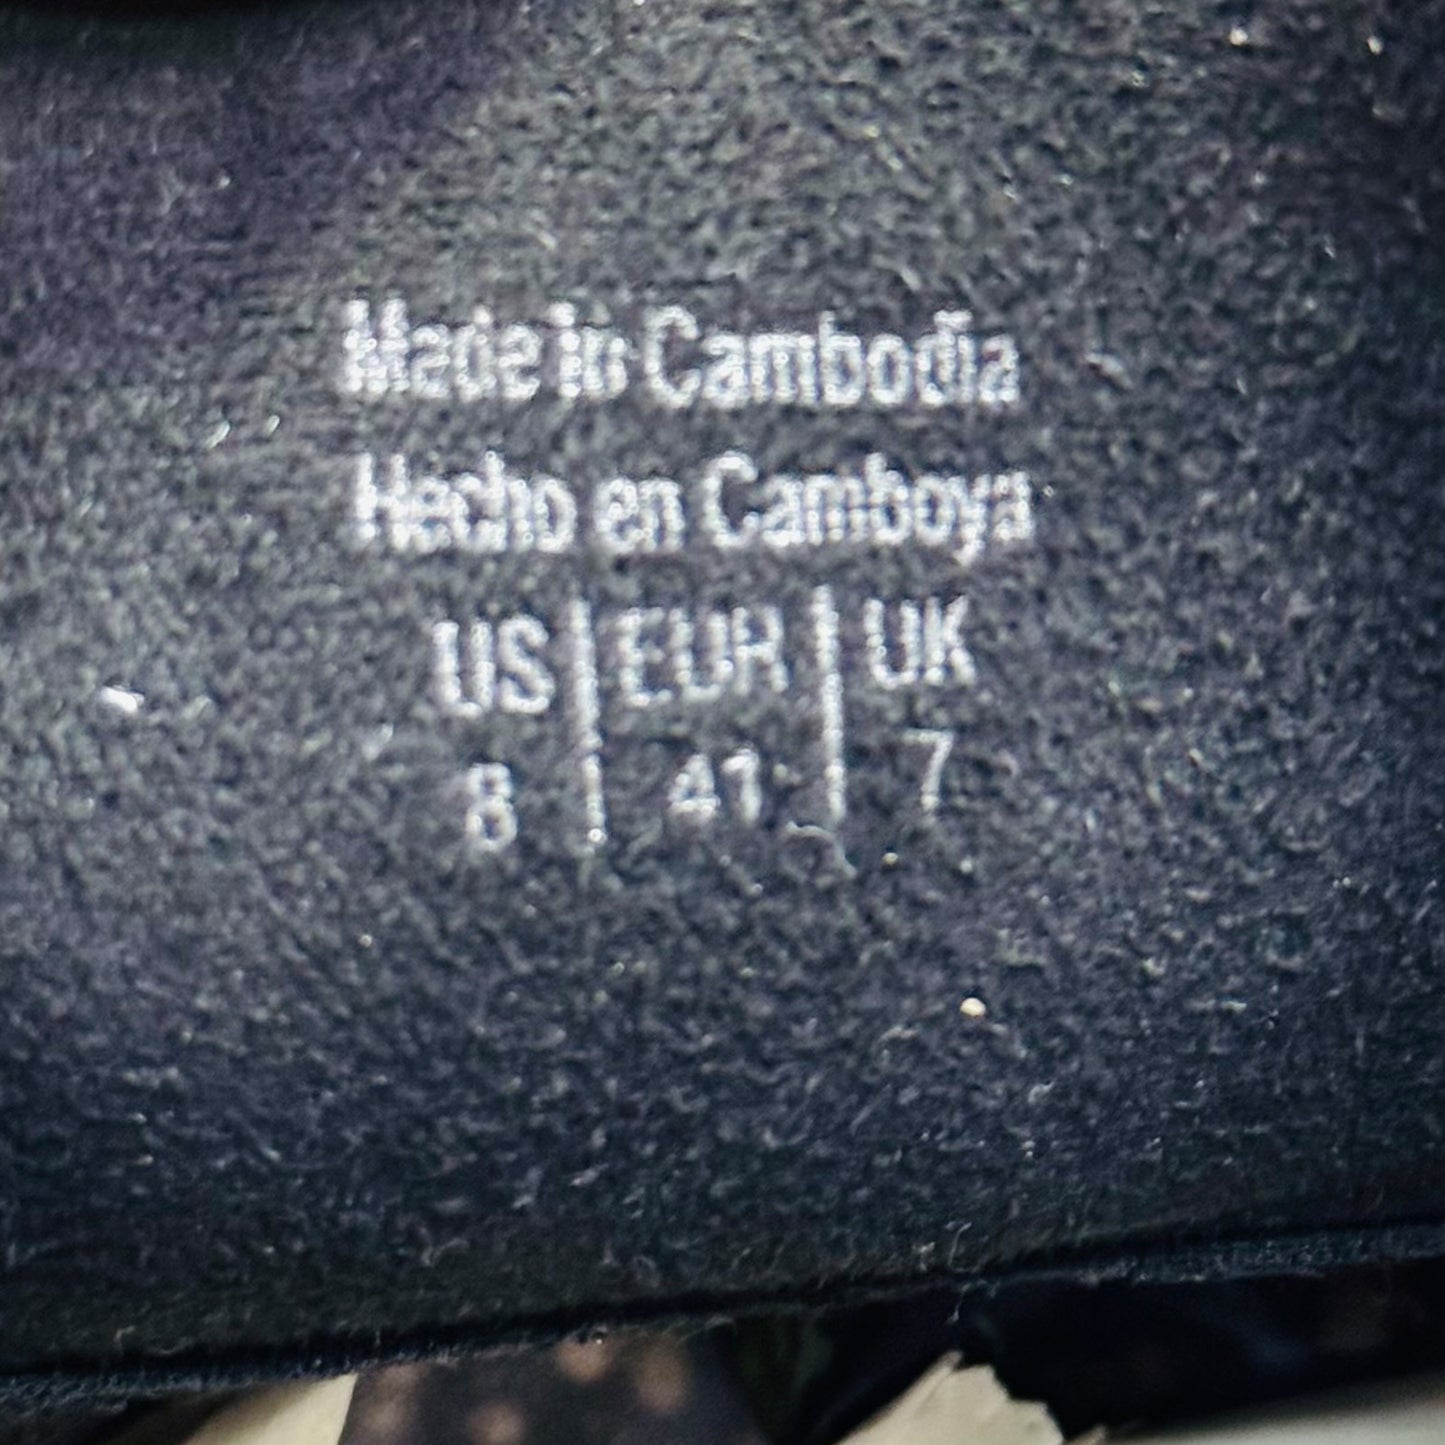 Made in Cambodia
Hecho en Camboya
US | EUR | UK
8 | 41 | 7